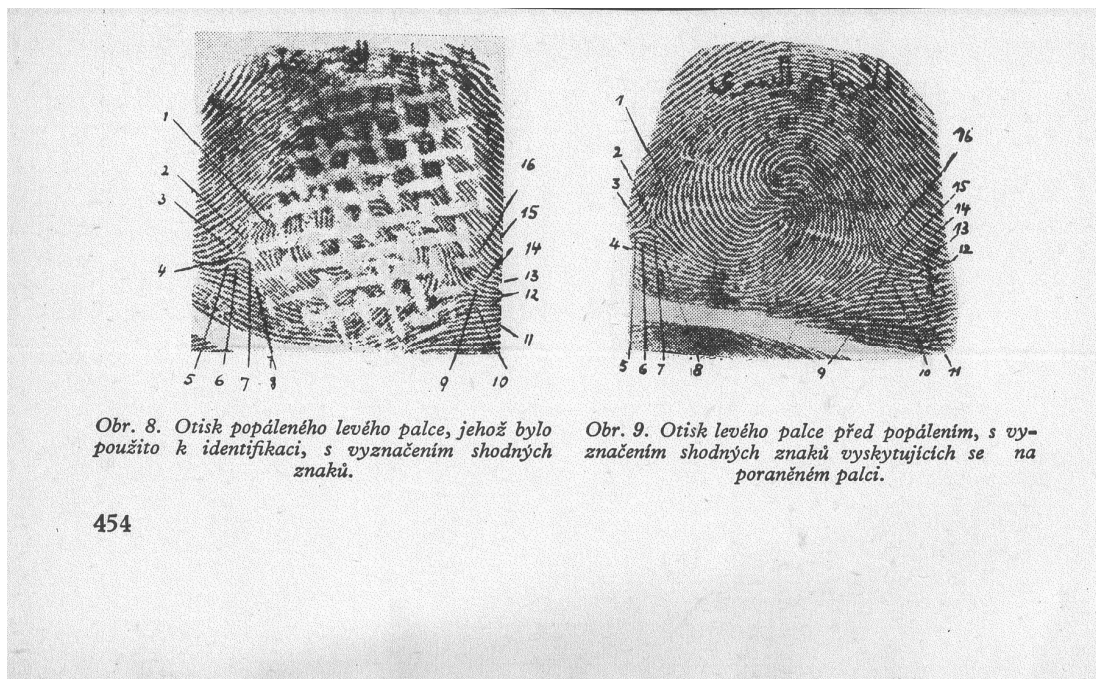 1
2
3
4
5 6 7 8
9 10
11
12
13
14
15
16
الابهام اليسرى
1
2
3
4
5 6 7 8
9
10 11
12
13
14
15
16
Obr. 8. Otisk popáleného levého palce, jehož bylo
použito k identifikaci, s vyznačením shodných
znaků.
Obr. 9. Otisk levého palce před popálením, s vy-
značením shodných znaků vyskytujících se na
poraněném palci.
454